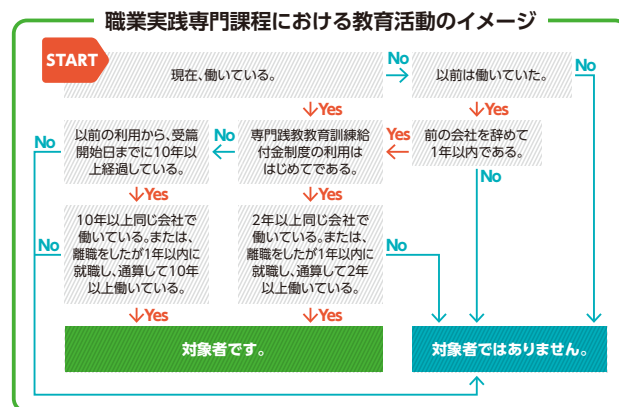 職業実践専門課程における教育活動のイメージ
START
現在、働いている。
No
以前は働いていた。
No
Yes
Yes
以前の利用から、受篇
開始日までに10年以
上経過している。
No
No
専門践教教育訓練給
付金制度の利用は
はじめてである。
Yes
前の会社を辞めて
1年以内である。
No
Yes
Yes
10年以上同じ会社で
働いている。または、
離職をしたが1年以内に
就職し、通算して10年
以上働いている。
No
2年以上同じ会社で
働いている。または、
離職をしたが1年以内に
就職し、通算して2年
以上働いている。
No
Yes
Yes
対象者です。
対象者ではありません。